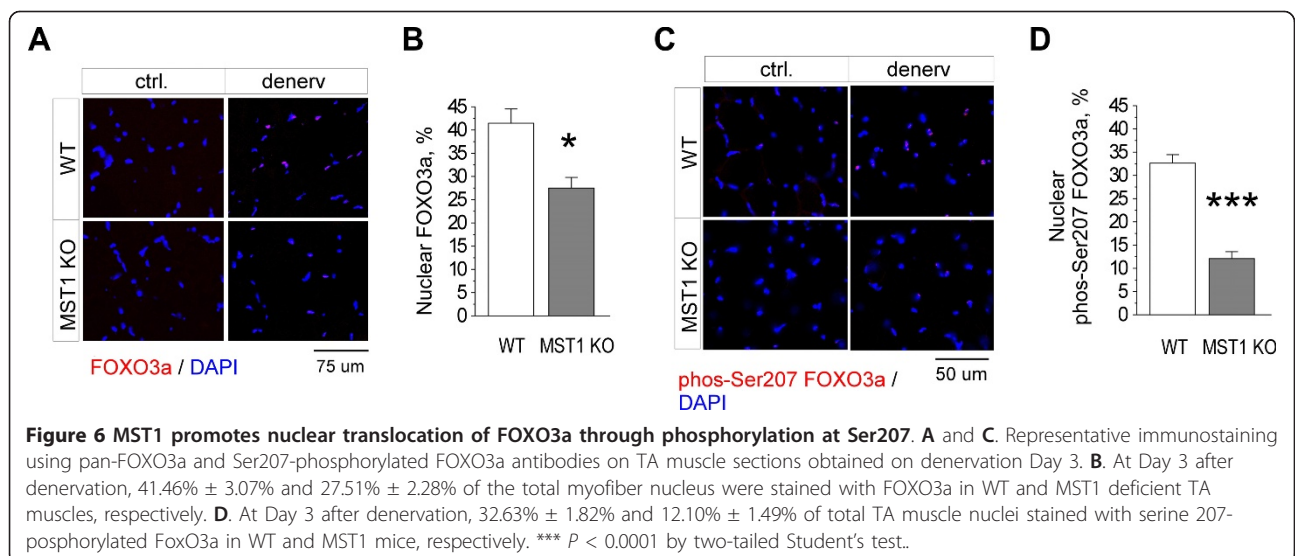 A
B
C
D
ctrl.
denerv
WT
MST1 KO
FOXO3a / DAPI
75 um
Nuclear FOXO3a, %
45
40
35
30
25
20
15
10
5
0
*
WT
MST1 KO
ctrl.
denerv
WT
MST1 KO
phos-Ser207 FOXO3a /
DAPI
50 um
Nuclear
phos-Ser207 FOXO3a, %
45
40
35
30
25
20
15
10
5
0
***
WT
MST1 KO
Figure 6 MST1 promotes nuclear translocation of FOXO3a through phosphorylation at Ser207. A and C. Representative immunostaining
using pan-FOXO3a and Ser207-phosphorylated FOXO3a antibodies on TA muscle sections obtained on denervation Day 3. B. At Day 3 after
denervation, 41.46% ± 3.07% and 27.51% ± 2.28% of the total myofiber nucleus were stained with FOXO3a in WT and MST1 deficient TA
muscles, respectively. D. At Day 3 after denervation, 32.63% ± 1.82% and 12.10% ± 1.49% of total TA muscle nuclei stained with serine 207-
posphorylated FoxO3a in WT and MST1 mice, respectively. *** P < 0.0001 by two-tailed Student's test..